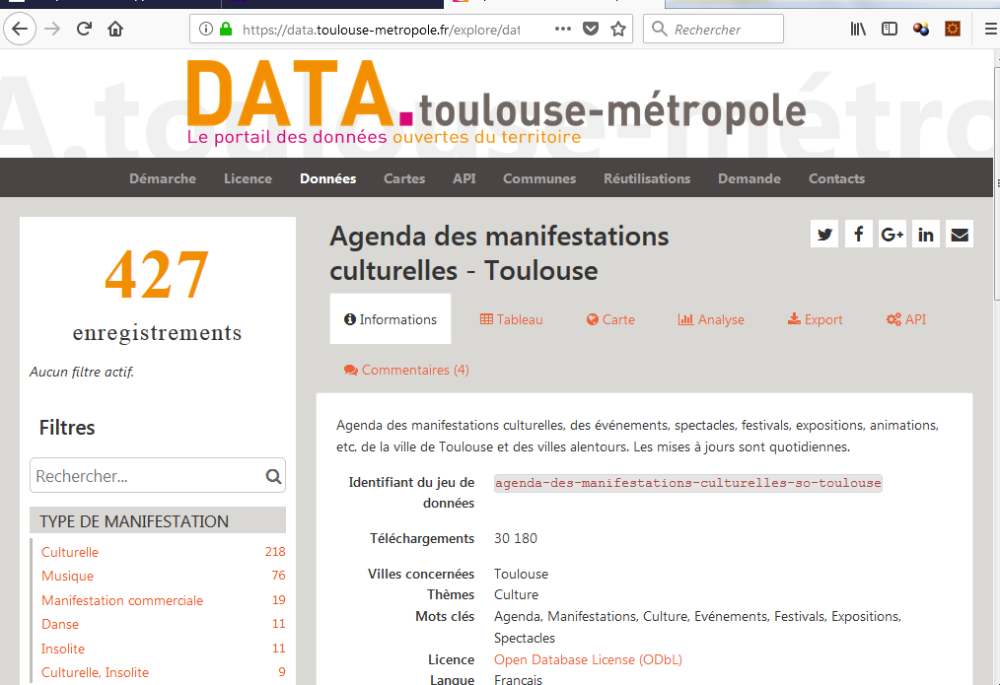 https://data.toulouse-metropole.fr/explore/dat
Rechercher
DATA.toulouse-métropole
Le portail des données ouvertes du territoire
Démarche Licence Données Cartes API Communes Réutilisations Demande Contacts
427
enregistrements
Aucun filtre actif.
Filtres
Rechercher...
TYPE DE MANIFESTATION
Culturelle 218
Musique 76
Manifestation commerciale 19
Danse 11
Insolite 11
Culturelle, Insolite 9
Agenda des manifestations
culturelles - Toulouse
Informations Tableau Carte Analyse Export API
Commentaires (4)
Agenda des manifestations culturelles, des événements, spectacles, festivals, expositions, animations,
etc. de la ville de Toulouse et des villes alentours. Les mises à jours sont quotidiennes.
Identifiant du jeu de agenda-des-manifestations-culturelles-so-toulouse
données
Téléchargements 30 180
Villes concernées Toulouse
Thèmes Culture
Mots clés Agenda, Manifestations, Culture, Evénements, Festivals, Expositions,
Spectacles
Licence Open Database License (ODbL)
Langue Français